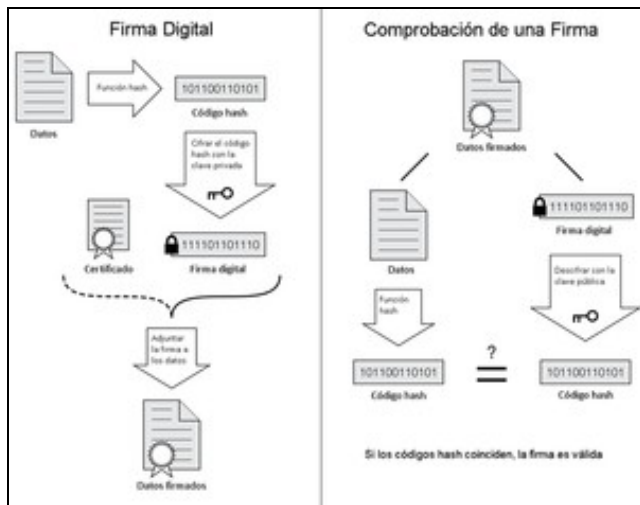 Firma Digital
Función hash
101100110101
Datos
Código hash
Cifrar el código
hash con la
clave privada
111101101110
Certificado
Firma digital
Adjuntar
la firma a
los datos
Datos firmados
Comprobación de una Firma
Datos firmados
111101101110
Firma digital
Datos
Función
hash
Descifrar con la
clave pública
?
101100110101
=
101100110101
Código hash
Código hash
Si los códigos hash coinciden, la firma es válida